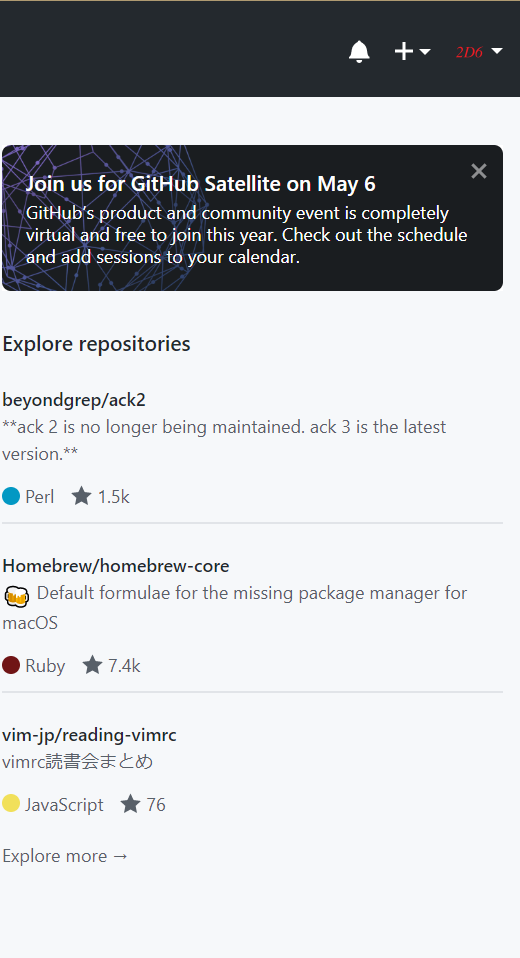 2D6
Join us for GitHub Satellite on May 6
GitHub’s product and community event is completely
virtual and free to join this year. Check out the schedule
and add sessions to your calendar.
Explore repositories
beyondgrep/ack2
**ack 2 is no longer being maintained. ack 3 is the latest
version.**
Perl 1.5k
Homebrew/homebrew-core
🍻 Default formulae for the missing package manager for
macOS
Ruby 7.4k
vim-jp/reading-vimrc
vimrc読書会まとめ
JavaScript 76
Explore more →